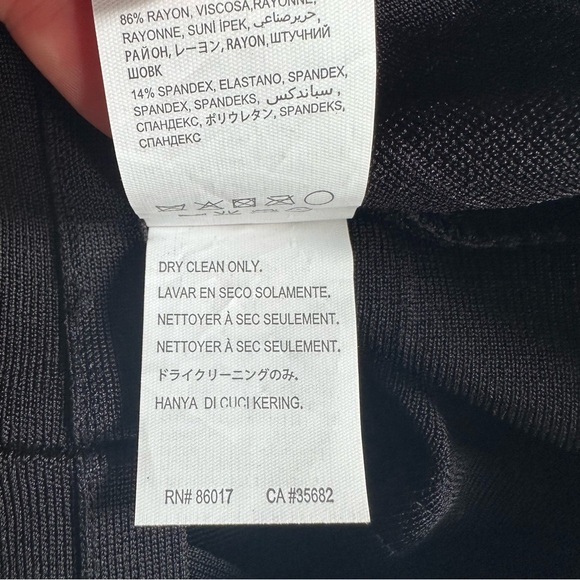 86% RAYON, VISCOSA, RAYONNE,
RAYONNE, SUNİ İPEK, حريرصناعي,
РАЙОН, レーヨン, RAYON, ШТУЧНИЙ
ШОВК
14% SPANDEX, ELASTANO, SPANDEX,
SPANDEX, SPANDEKS, سباندكس,
СПАНДЕКС, ポリウレタン, SPANDEKS,
СПАНДЕКС
DRY CLEAN ONLY.
LAVAR EN SECO SOLAMENTE.
NETTOYER À SEC SEULEMENT.
NETTOYER À SEC SEULEMENT.
ドライクリーニングのみ.
HANYA DI CUCI KERING.
RN# 86017 CA #35682